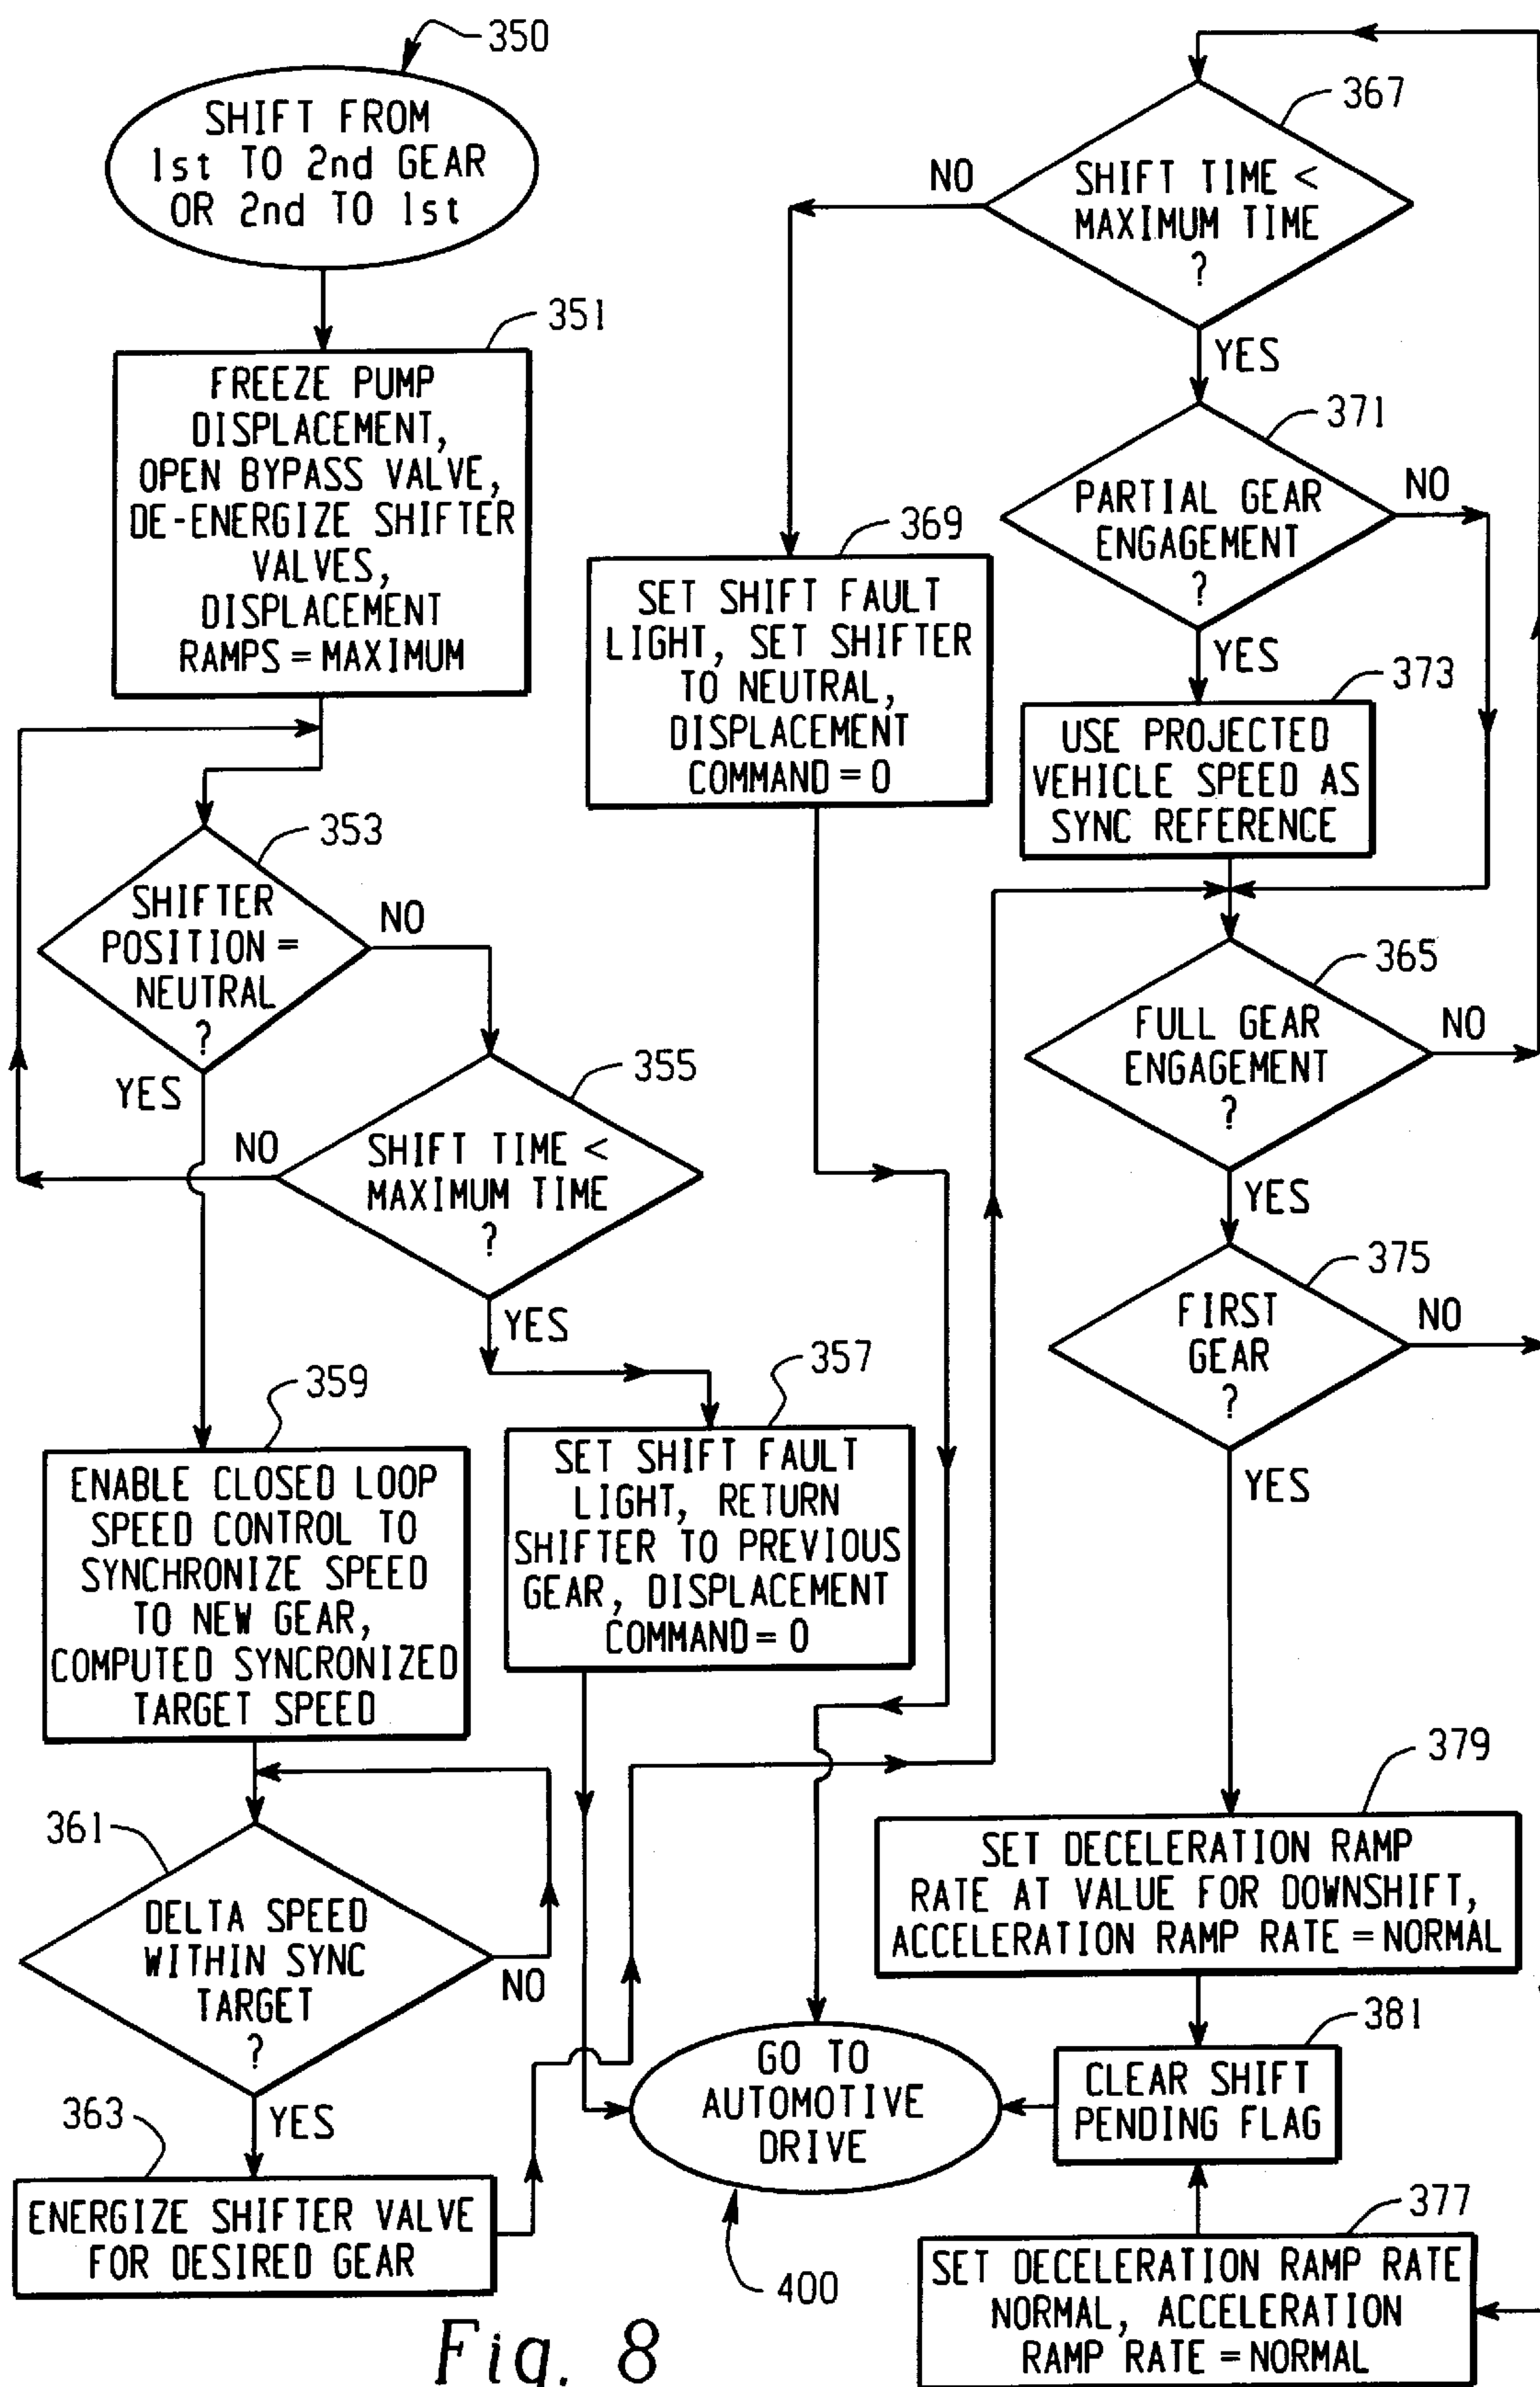 350
SHIFT FROM
1st TO 2nd GEAR
OR 2nd TO 1st
351
FREEZE PUMP
DISPLACEMENT,
OPEN BYPASS VALVE,
DE-ENERGIZE SHIFTER
VALVES,
DISPLACEMENT
RAMPS = MAXIMUM
353
SHIFTER
POSITION =
NEUTRAL
?
NO
YES
355
SHIFT TIME <
MAXIMUM TIME
?
NO
YES
357
SET SHIFT FAULT
LIGHT, RETURN
SHIFTER TO PREVIOUS
GEAR, DISPLACEMENT
COMMAND = 0
359
ENABLE CLOSED LOOP
SPEED CONTROL TO
SYNCHRONIZE SPEED
TO NEW GEAR,
COMPUTED SYNCRONIZED
TARGET SPEED
361
DELTA SPEED
WITHIN SYNC
TARGET
?
NO
YES
363
ENERGIZE SHIFTER VALVE
FOR DESIRED GEAR
367
SHIFT TIME <
MAXIMUM TIME
?
NO
YES
369
SET SHIFT FAULT
LIGHT, SET SHIFTER
TO NEUTRAL,
DISPLACEMENT
COMMAND = 0
371
PARTIAL GEAR
ENGAGEMENT
?
NO
YES
373
USE PROJECTED
VEHICLE SPEED AS
SYNC REFERENCE
365
FULL GEAR
ENGAGEMENT
?
NO
YES
375
FIRST
GEAR
?
NO
YES
379
SET DECELERATION RAMP
RATE AT VALUE FOR DOWNSHIFT,
ACCELERATION RAMP RATE = NORMAL
381
CLEAR SHIFT
PENDING FLAG
377
SET DECELERATION RAMP RATE
NORMAL, ACCELERATION
RAMP RATE = NORMAL
GO TO
AUTOMOTIVE
DRIVE
400
Fig. 8